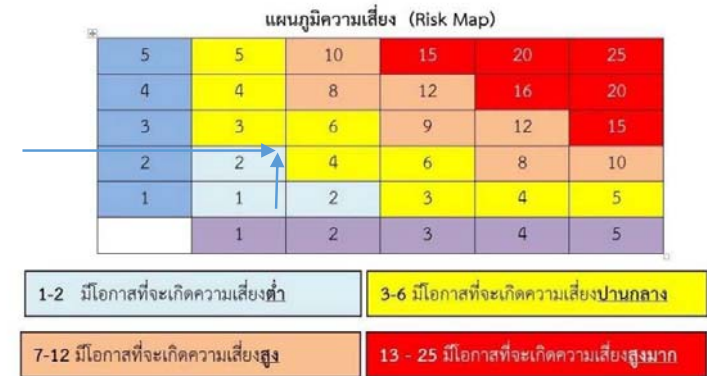 แผนภูมิความเสี่ยง (Risk Map)
5 5 10 15 20 25
4 4 8 12 16 20
3 3 6 9 12 15
2 2 4 6 8 10
1 1 2 3 4 5
1 2 3 4 5
1-2 มีโอกาสที่จะเกิดความเสี่ยงต่ำ
3-6 มีโอกาสที่จะเกิดความเสี่ยงปานกลาง
7-12 มีโอกาสที่จะเกิดความเสี่ยงสูง
13 - 25 มีโอกาสที่จะเกิดความเสี่ยงสูงมาก